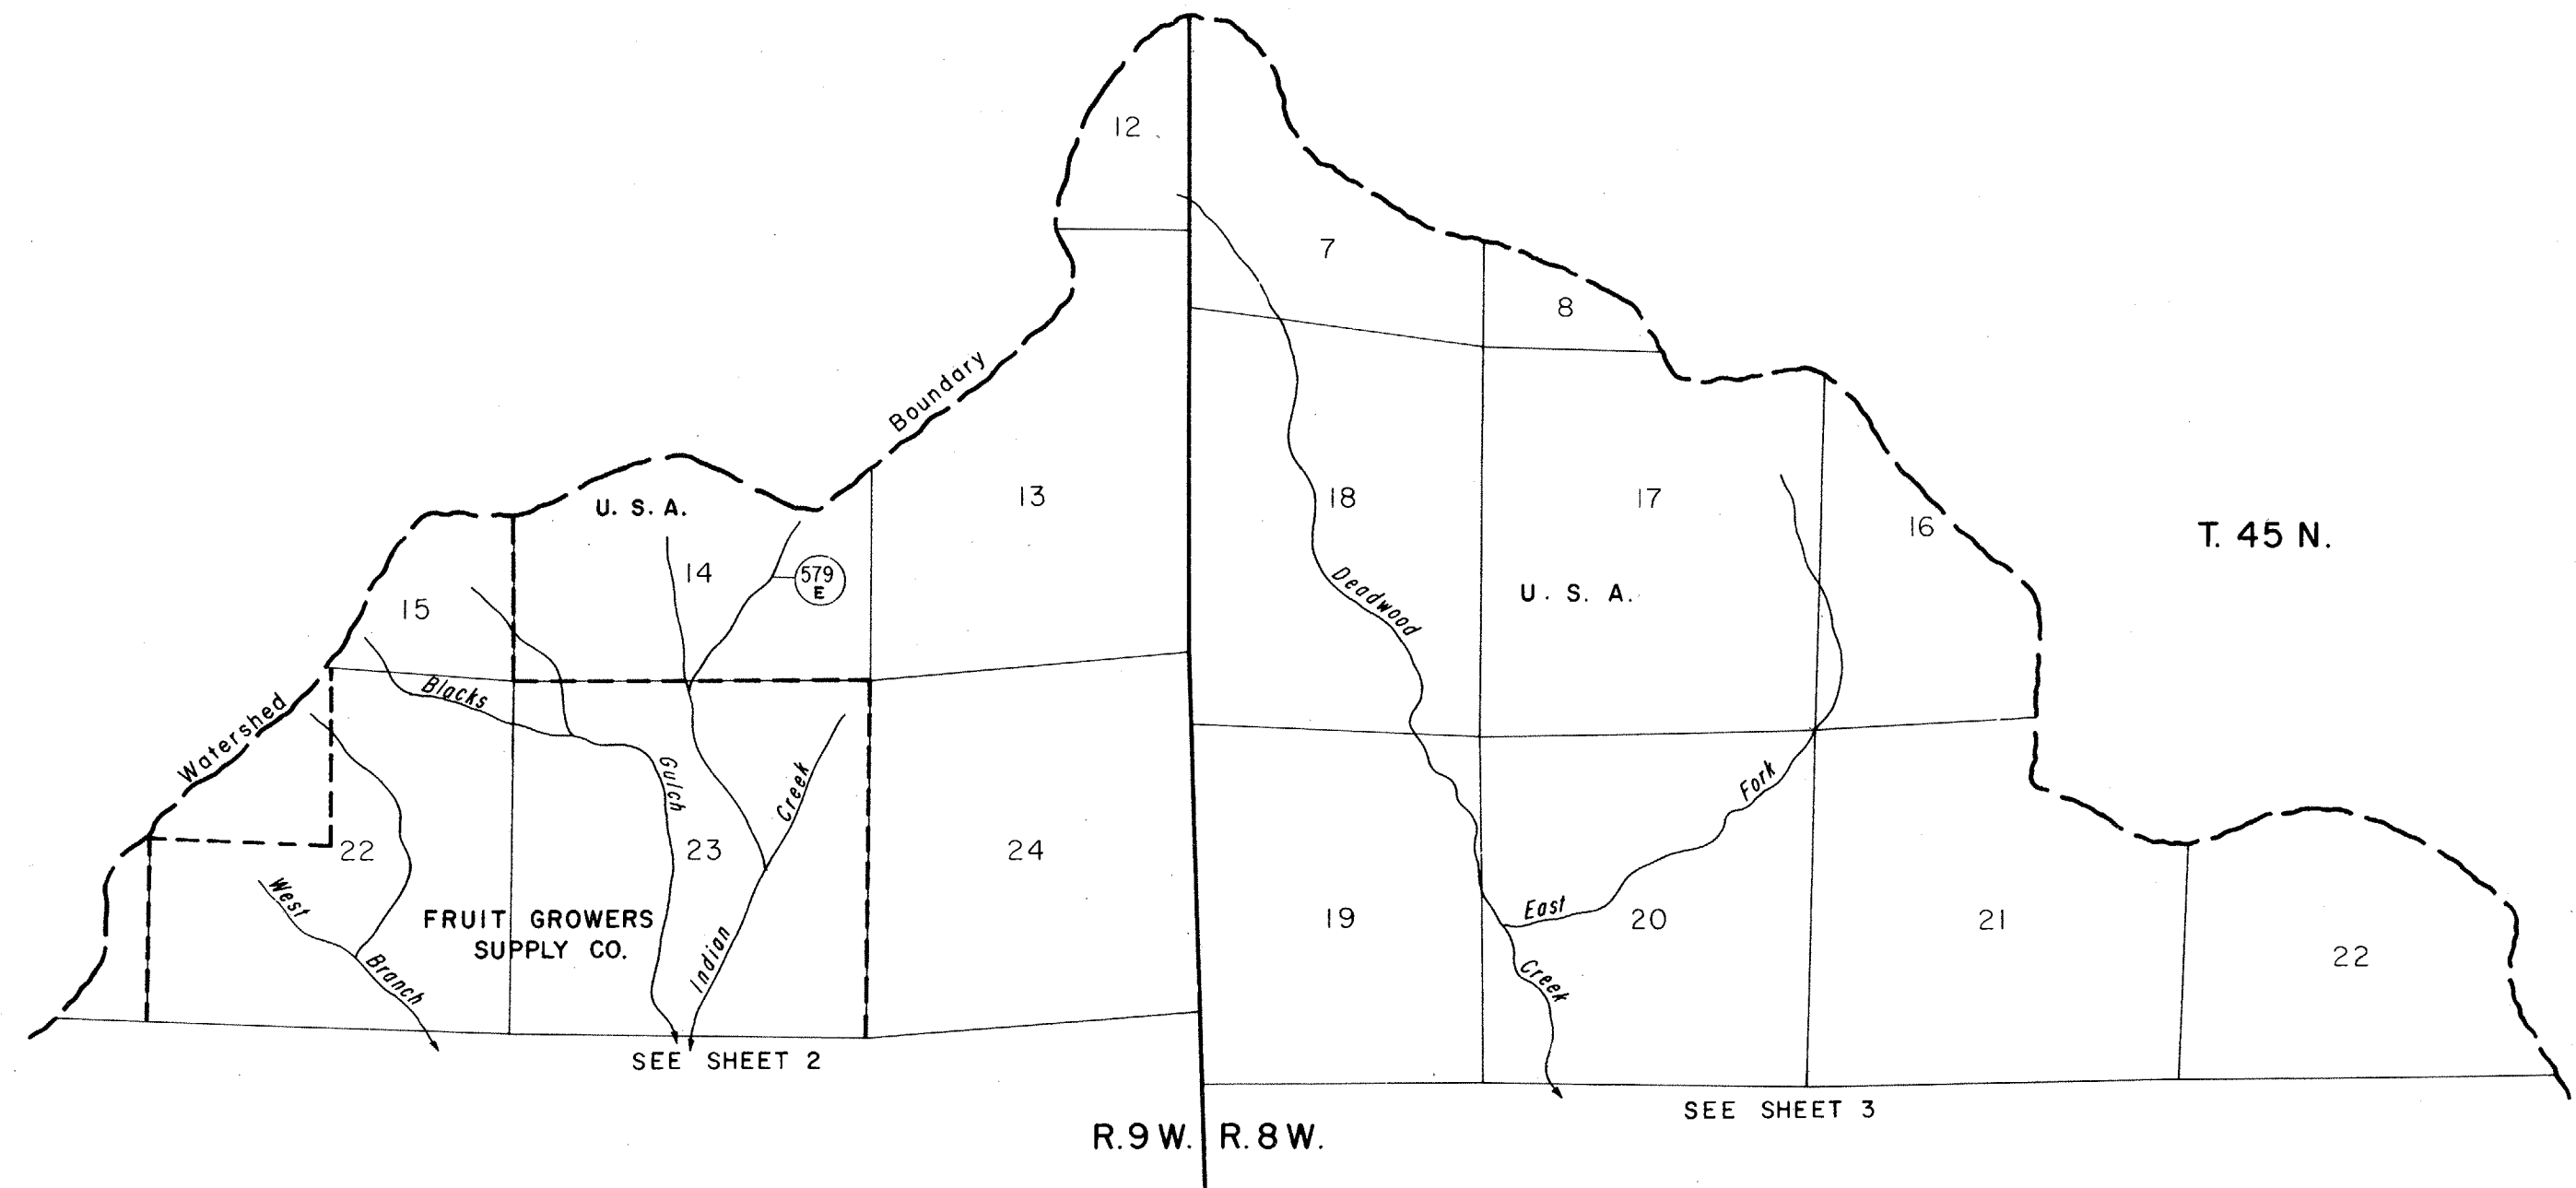 12
7
8
Boundary
13
18
17
16
T. 45 N.
U. S. A.
14
579
E
15
U. S. A.
Deadwood
Blacks
Watershed
Gulch
Creek
Fork
22
23
24
West
FRUIT GROWERS
SUPPLY CO.
Branch
Indian
19
East
20
21
22
Creek
SEE SHEET 2
SEE SHEET 3
R. 9 W.
R. 8 W.